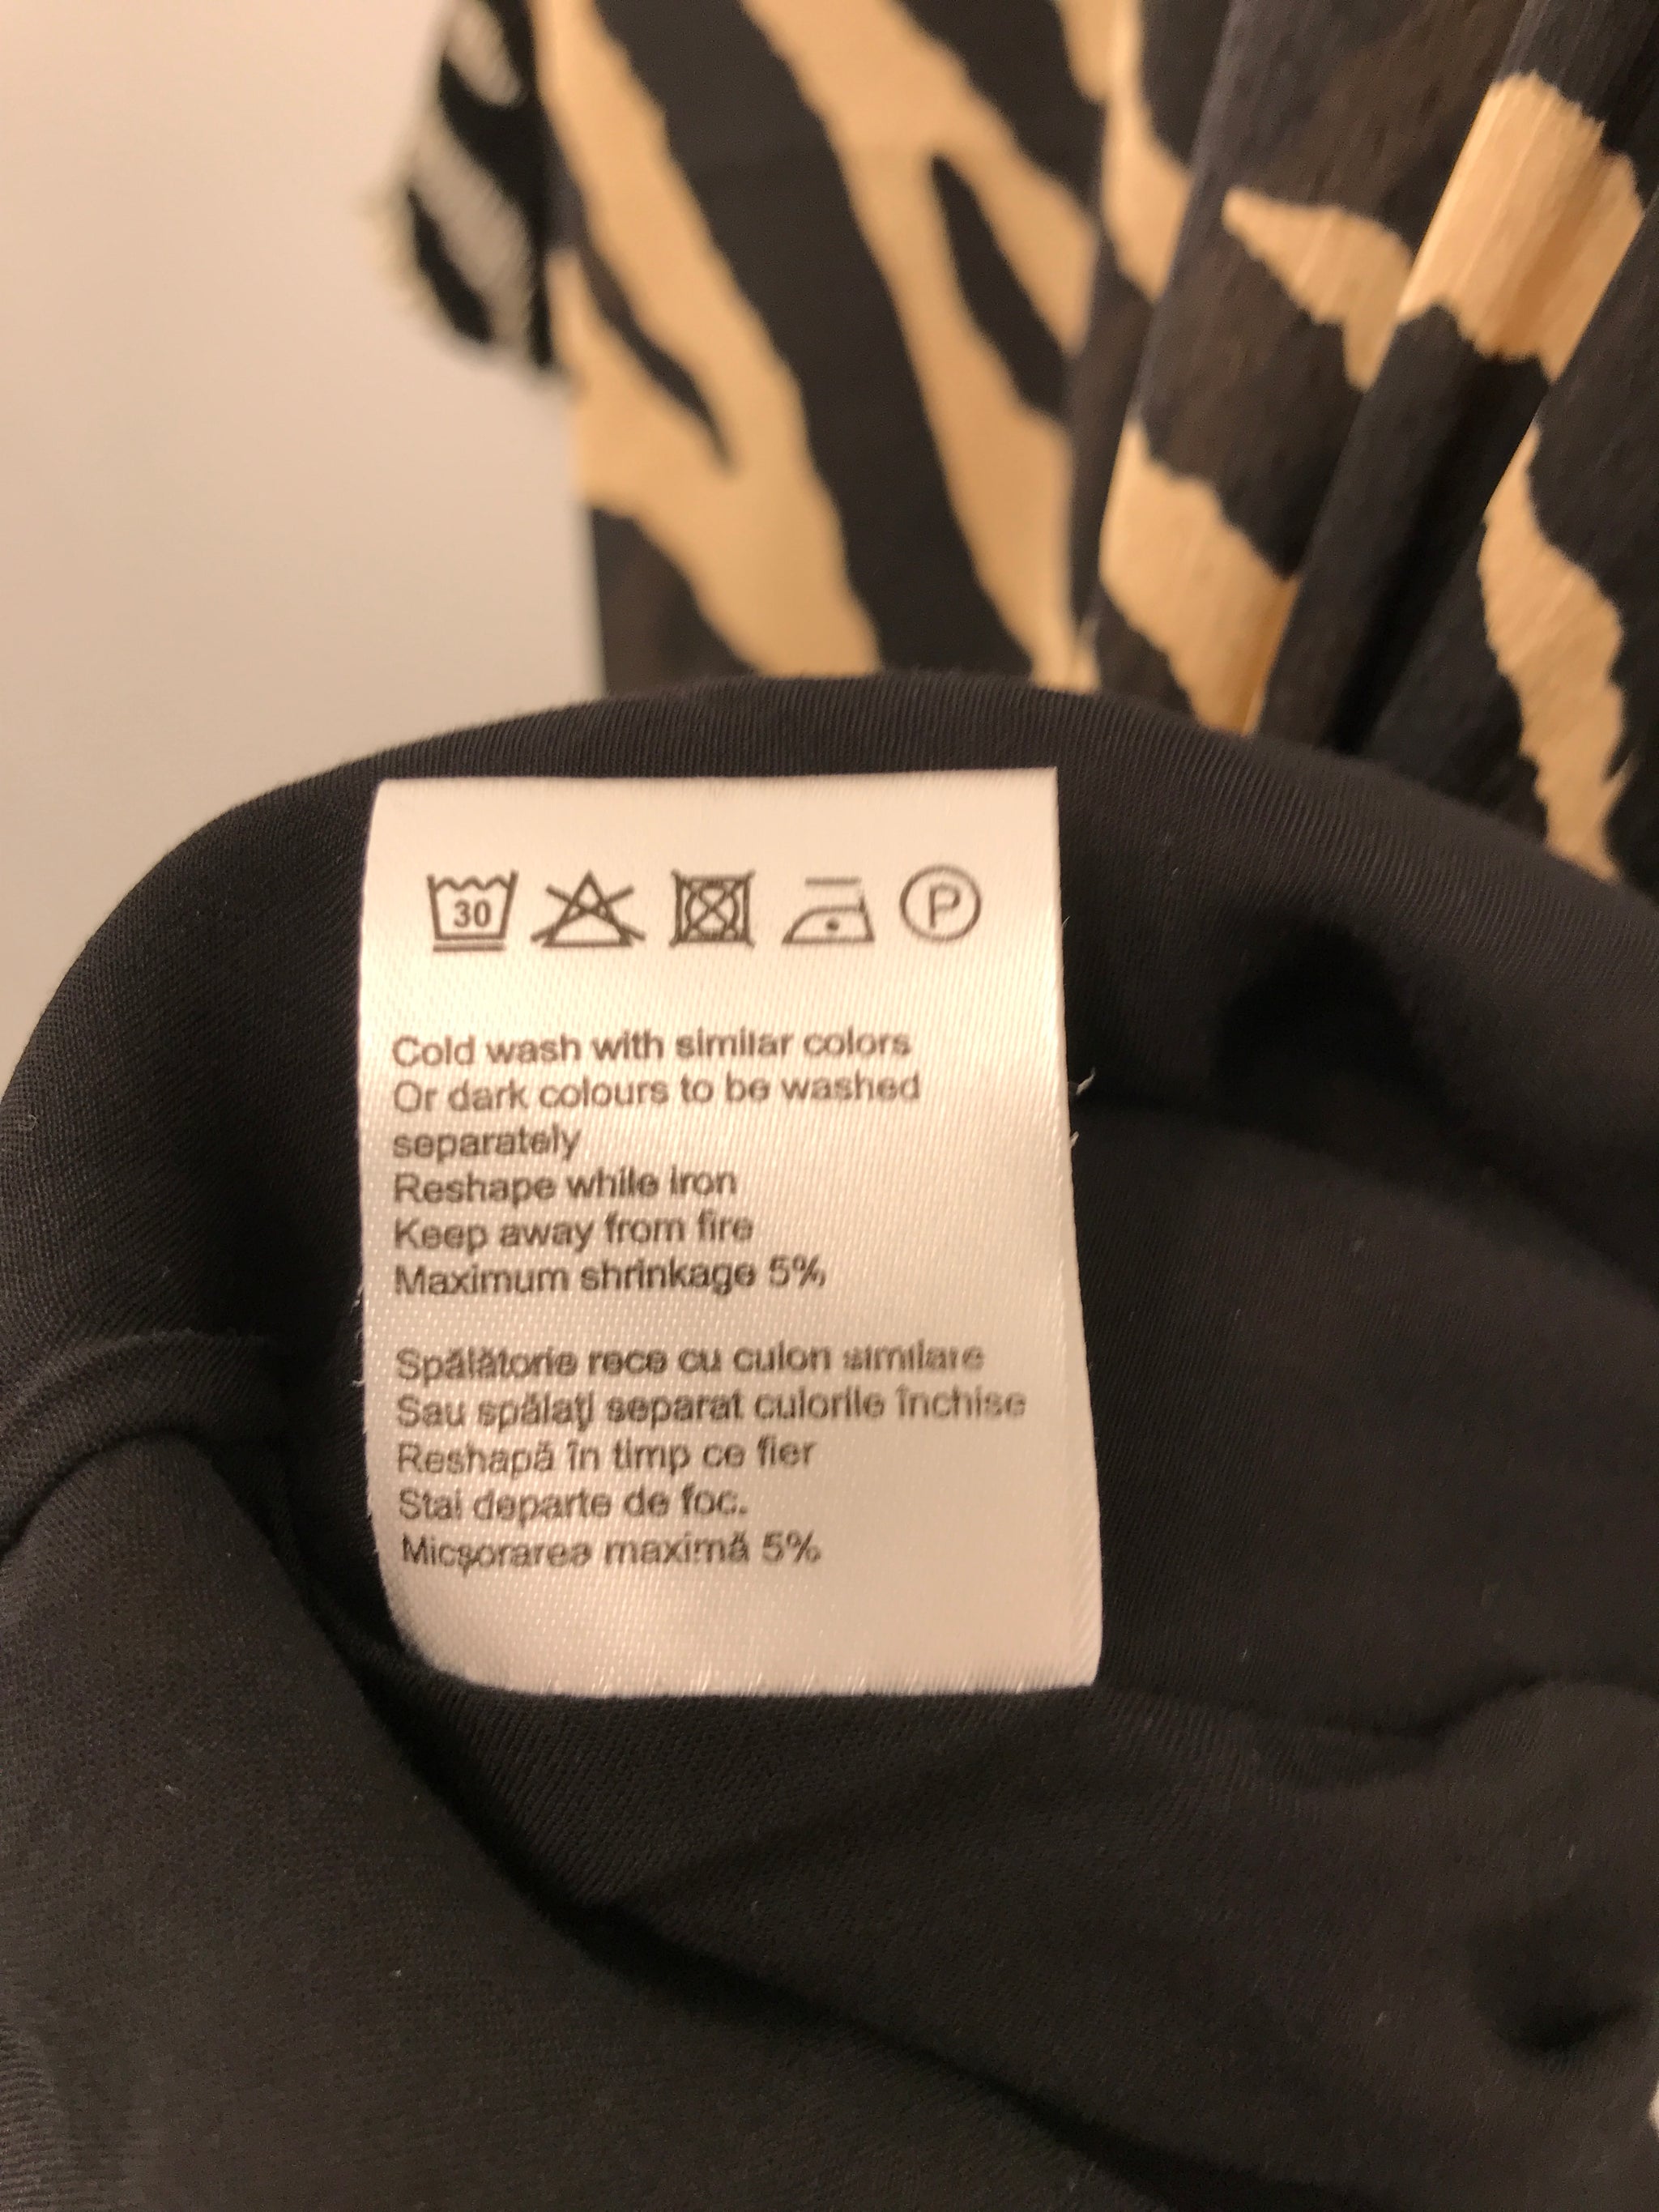 30 P
Cold wash with similar colors
Or dark colours to be washed
separately
Reshape while iron
Keep away from fire
Maximum shrinkage 5%
Spălătorie rece cu culori similare
Sau spălați separat culorile închise
Reshapă în timp ce fier
Stai departe de foc.
Micșorarea maximă 5%